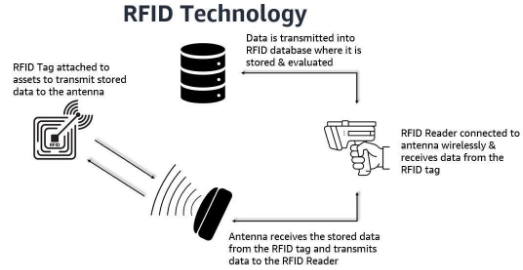 RFID Technology
Data is transmitted into
RFID database where it is
stored & evaluated
RFID Tag attached to
assets to transmit stored
data to the antenna
RFID
RFID Reader connected to
antenna wirelessly &
receives data from the
RFID tag
Antenna receives the stored data
from the RFID tag and transmits
data to the RFID Reader